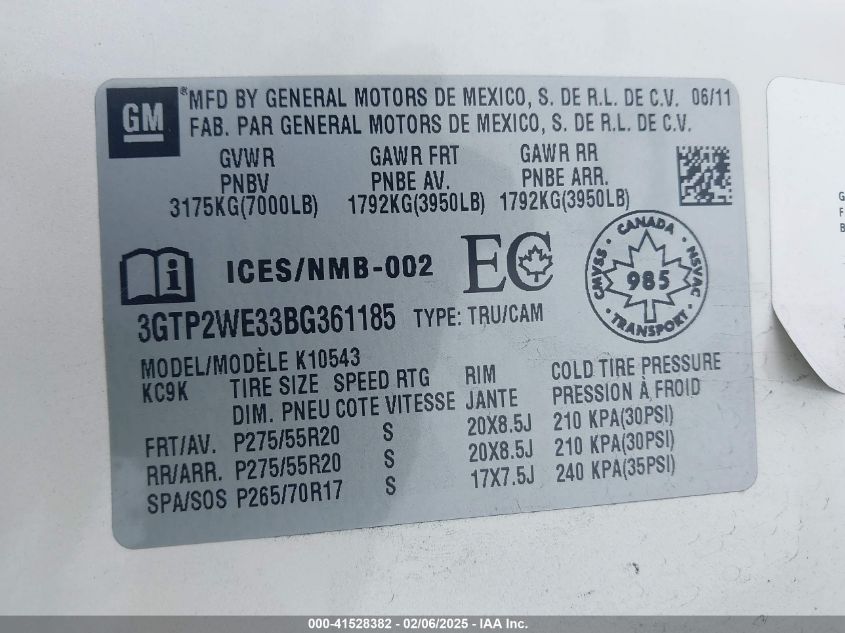 GM
®MFD BY GENERAL MOTORS DE MEXICO, S. DE R.L. DE C.V. 06/11
FAB. PAR GENERAL MOTORS DE MEXICO, S. DE R.L. DE C.V.
GVWR GAWR FRT GAWR RR
PNBV PNBE AV. PNBE ARR.
3175KG(7000LB) 1792KG(3950LB) 1792KG(3950LB)
i ICES/NMB-002 EC
CANADA
CMVSS 985 NSVAC
TRANSPORT
3GTP2WE33BG361185 TYPE: TRU/CAM
MODEL/MODÈLE K10543
KC9K TIRE SIZE SPEED RTG RIM COLD TIRE PRESSURE
DIM. PNEU COTE VITESSE JANTE PRESSION À FROID
FRT/AV. P275/55R20 S 20X8.5J 210 KPA(30PSI)
RR/ARR. P275/55R20 S 20X8.5J 210 KPA(30PSI)
SPA/SOS P265/70R17 S 17X7.5J 240 KPA(35PSI)
G
F
B
000-41528382 / 02/06/2025 - IAA Inc.